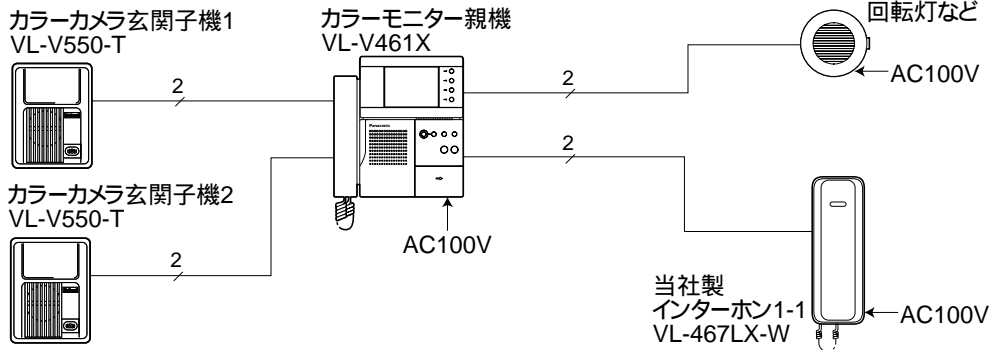 カラーカメラ玄関子機1
VL-V550-T
カラーモニター親機
VL-V461X
回転灯など
AC100V
2
2
2
Panasonic
カラーカメラ玄関子機2
VL-V550-T
2
AC100V
当社製
インターホン1-1
VL-467LX-W
AC100V